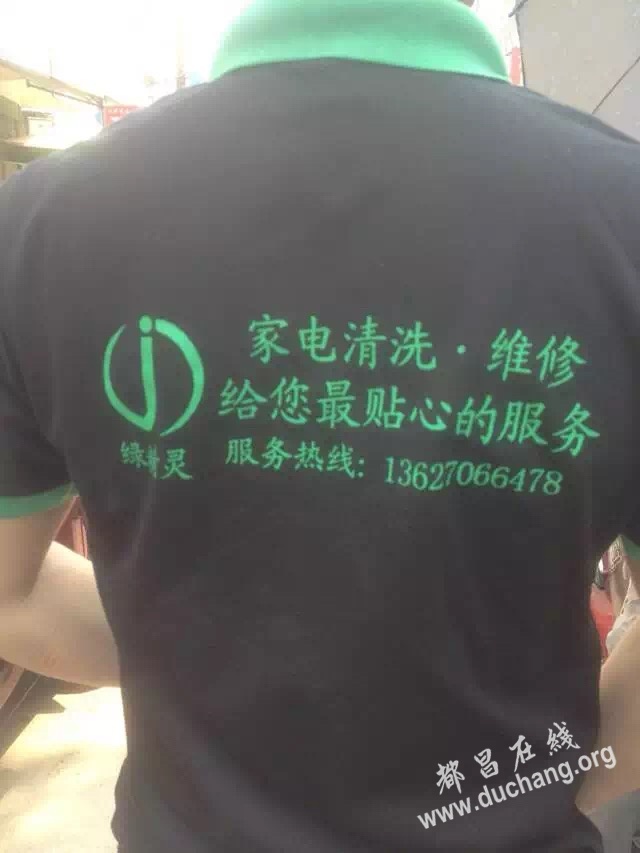 家电清洗·维修
给您最贴心的服务
服务热线：13627066478
绿精灵
都昌在线
www.duchang.org